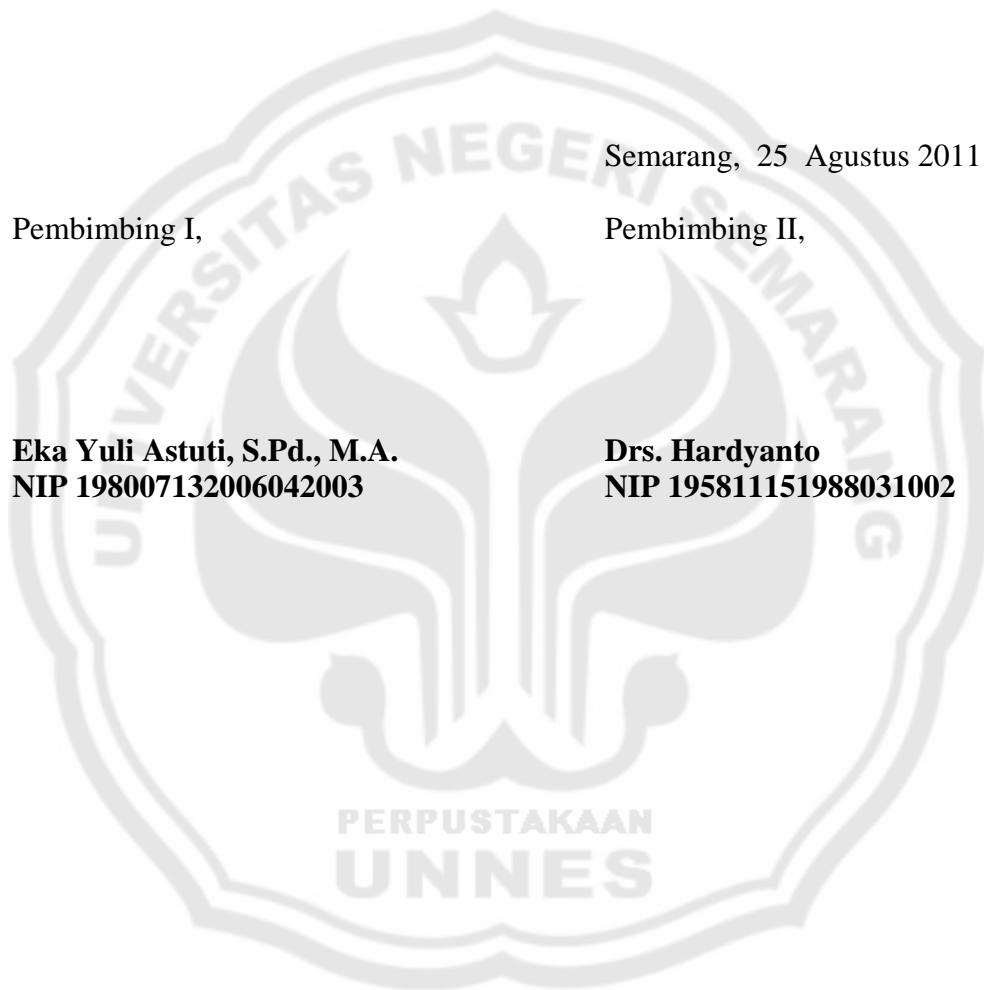 UNIVERSITAS NEGERI SEMARANG
Semarang, 25 Agustus 2011
Pembimbing I,
Pembimbing II,
Eka Yuli Astuti, S.Pd., M.A.
NIP 198007132006042003
Drs. Hardyanto
NIP 195811151988031002
PERPUSTAKAAN
UNNES